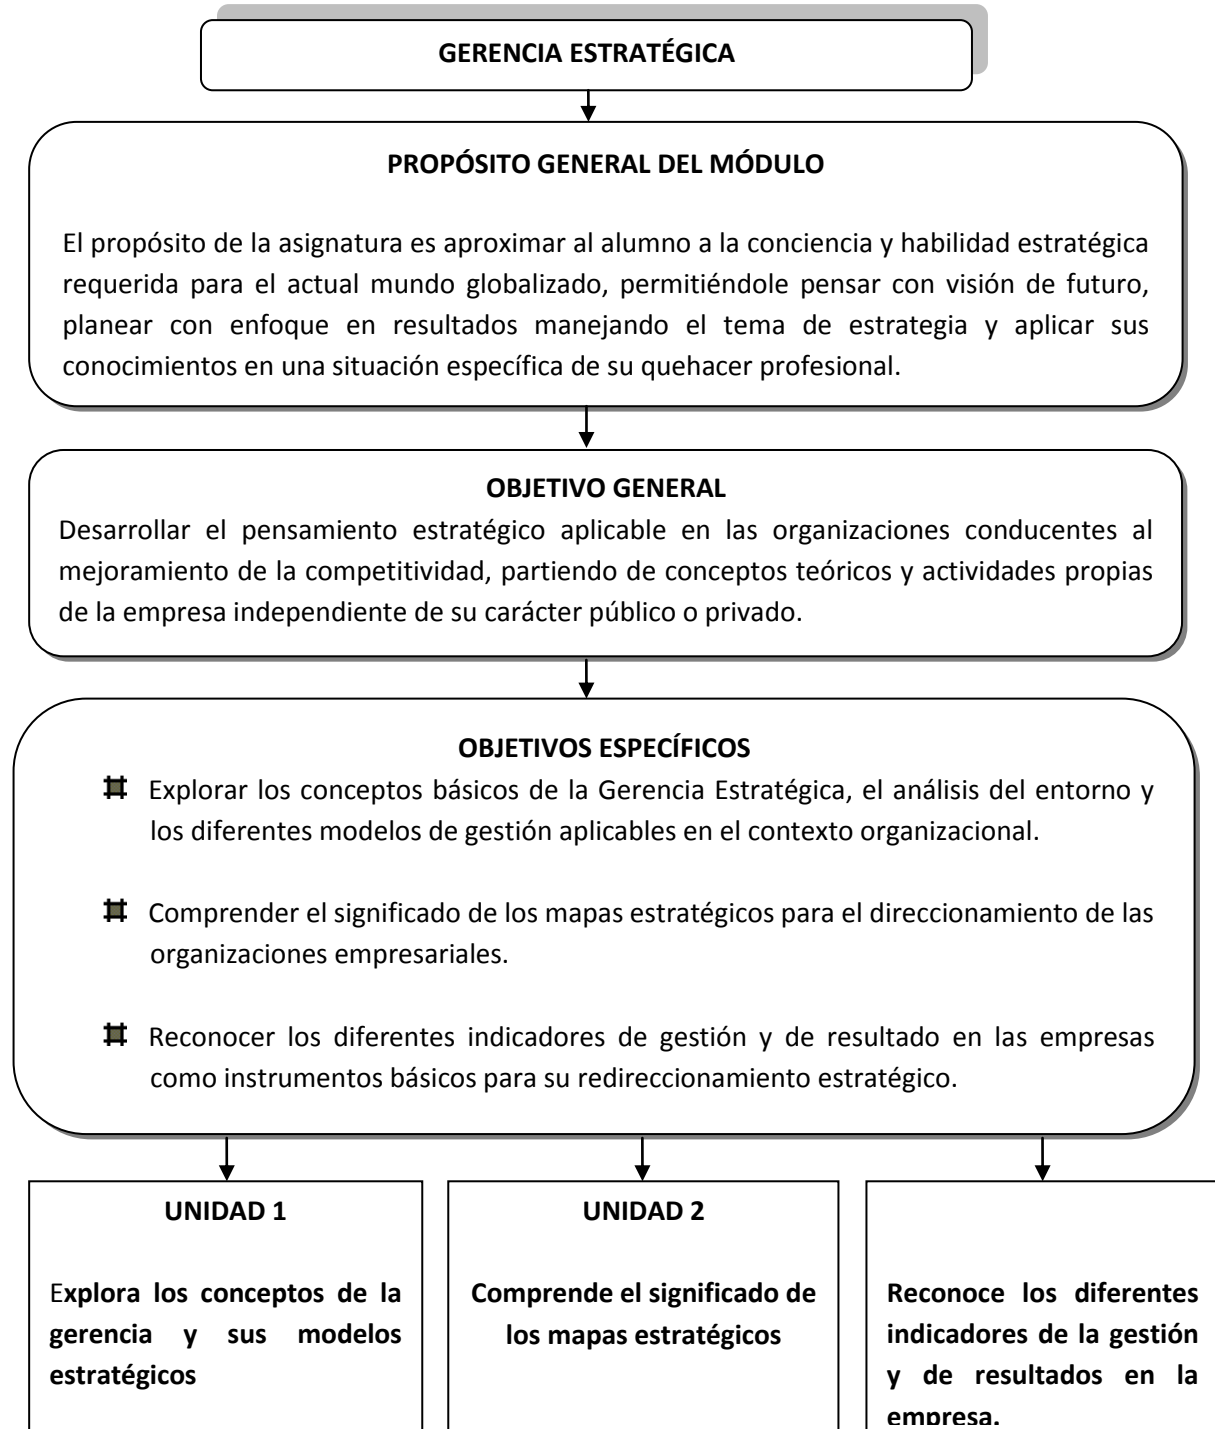 GERENCIA ESTRATÉGICA
PROPÓSITO GENERAL DEL MÓDULO
El propósito de la asignatura es aproximar al alumno a la conciencia y habilidad estratégica
requerida para el actual mundo globalizado, permitiéndole pensar con visión de futuro,
planear con enfoque en resultados manejando el tema de estrategia y aplicar sus
conocimientos en una situación específica de su quehacer profesional.
OBJETIVO GENERAL
Desarrollar el pensamiento estratégico aplicable en las organizaciones conducentes al
mejoramiento de la competitividad, partiendo de conceptos teóricos y actividades propias
de la empresa independiente de su carácter público o privado.
OBJETIVOS ESPECÍFICOS
Explorar los conceptos básicos de la Gerencia Estratégica, el análisis del entorno y
los diferentes modelos de gestión aplicables en el contexto organizacional.
Comprender el significado de los mapas estratégicos para el direccionamiento de las
organizaciones empresariales.
Reconocer los diferentes indicadores de gestión y de resultado en las empresas
como instrumentos básicos para su redireccionamiento estratégico.
UNIDAD 1
Explora los conceptos de la
gerencia y sus modelos
estratégicos
UNIDAD 2
Comprende el significado de
los mapas estratégicos
Reconoce los diferentes
indicadores de la gestión
y de resultados en la
empresa.